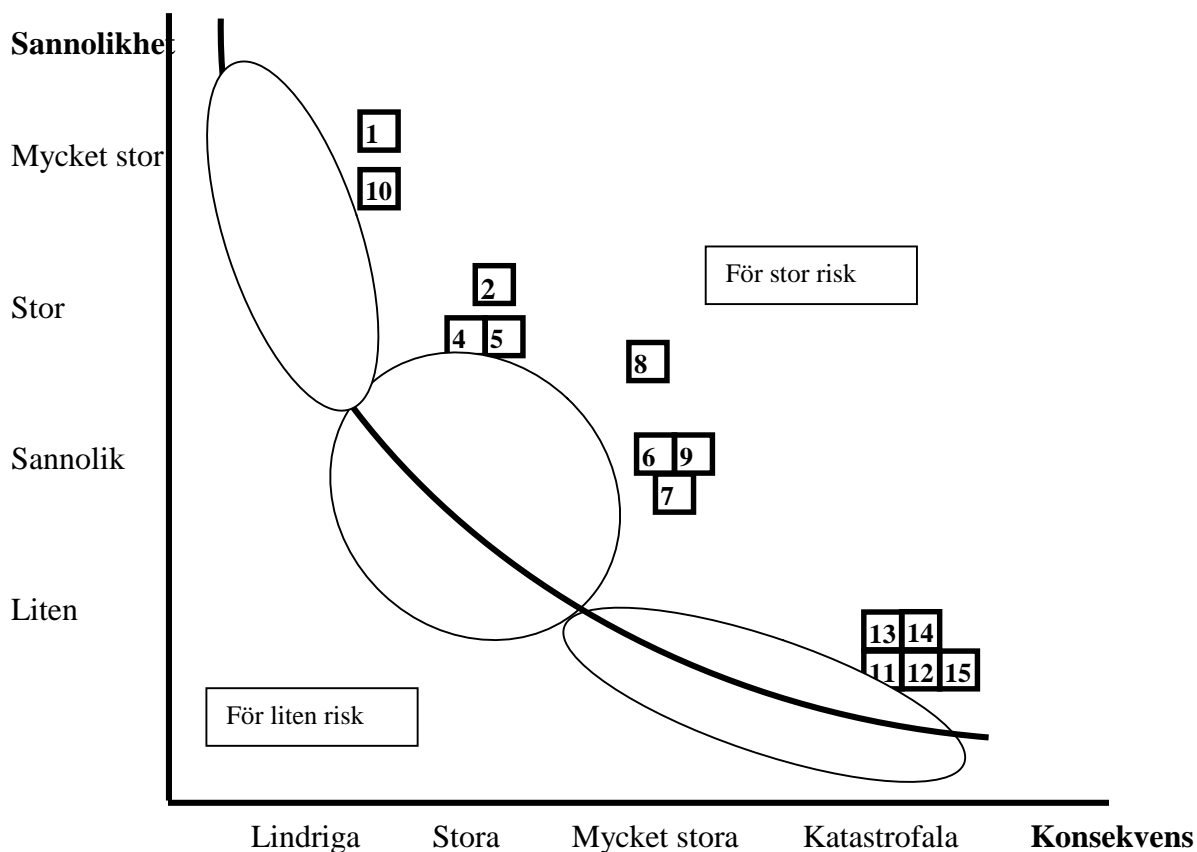 Sannolikhet
1
Mycket stor
10
För stor risk
2
Stor
4 5
8
Sannolik
6 9
7
Liten
13 14
11 12 15
För liten risk
Lindriga Stora Mycket stora Katastrofala Konsekvens